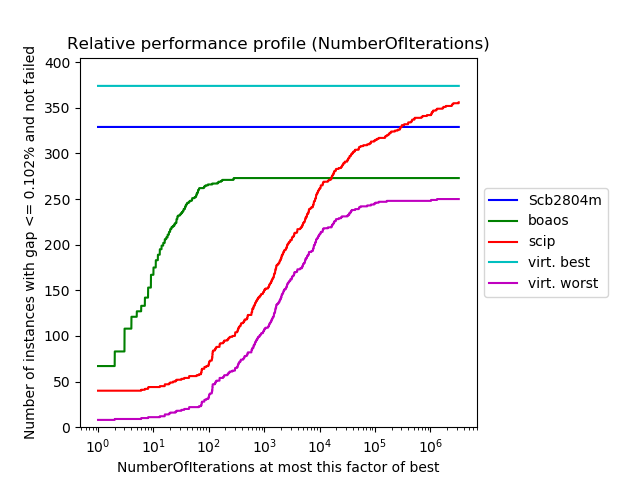 Relative performance profile (NumberOfIterations)
Number of instances with gap <= 0.102% and not failed
400
350
300
250
200
150
100
50
0
10^0
10^1
10^2
10^3
10^4
10^5
10^6
NumberOfIterations at most this factor of best
Scb2804m
boaos
scip
virt. best
virt. worst